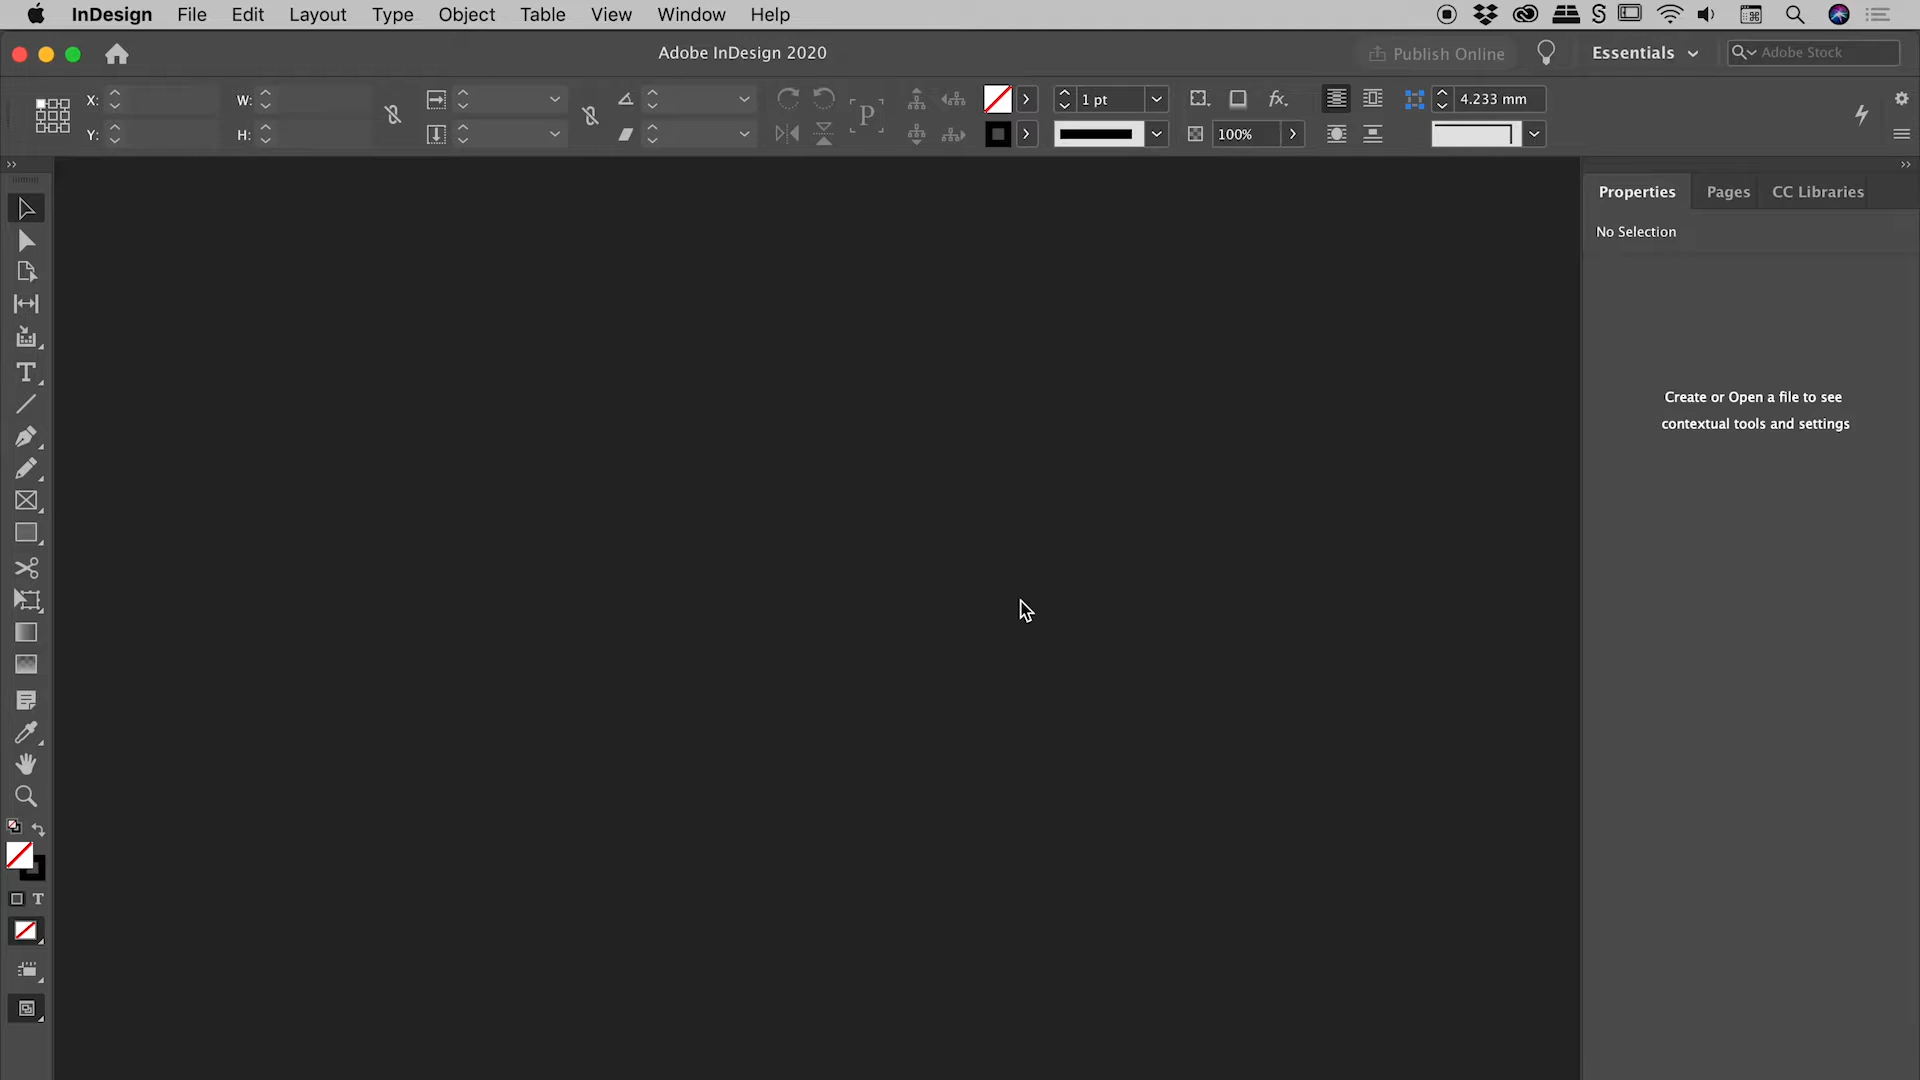 InDesign File Edit Layout Type Object Table View Window Help
Adobe InDesign 2020
Publish Online
Essentials
Adobe Stock
X:
W:
1 pt
fx.
4.233 mm
Y:
H:
P
100%
Properties Pages CC Libraries
No Selection
Create or Open a file to see
contextual tools and settings
T
T